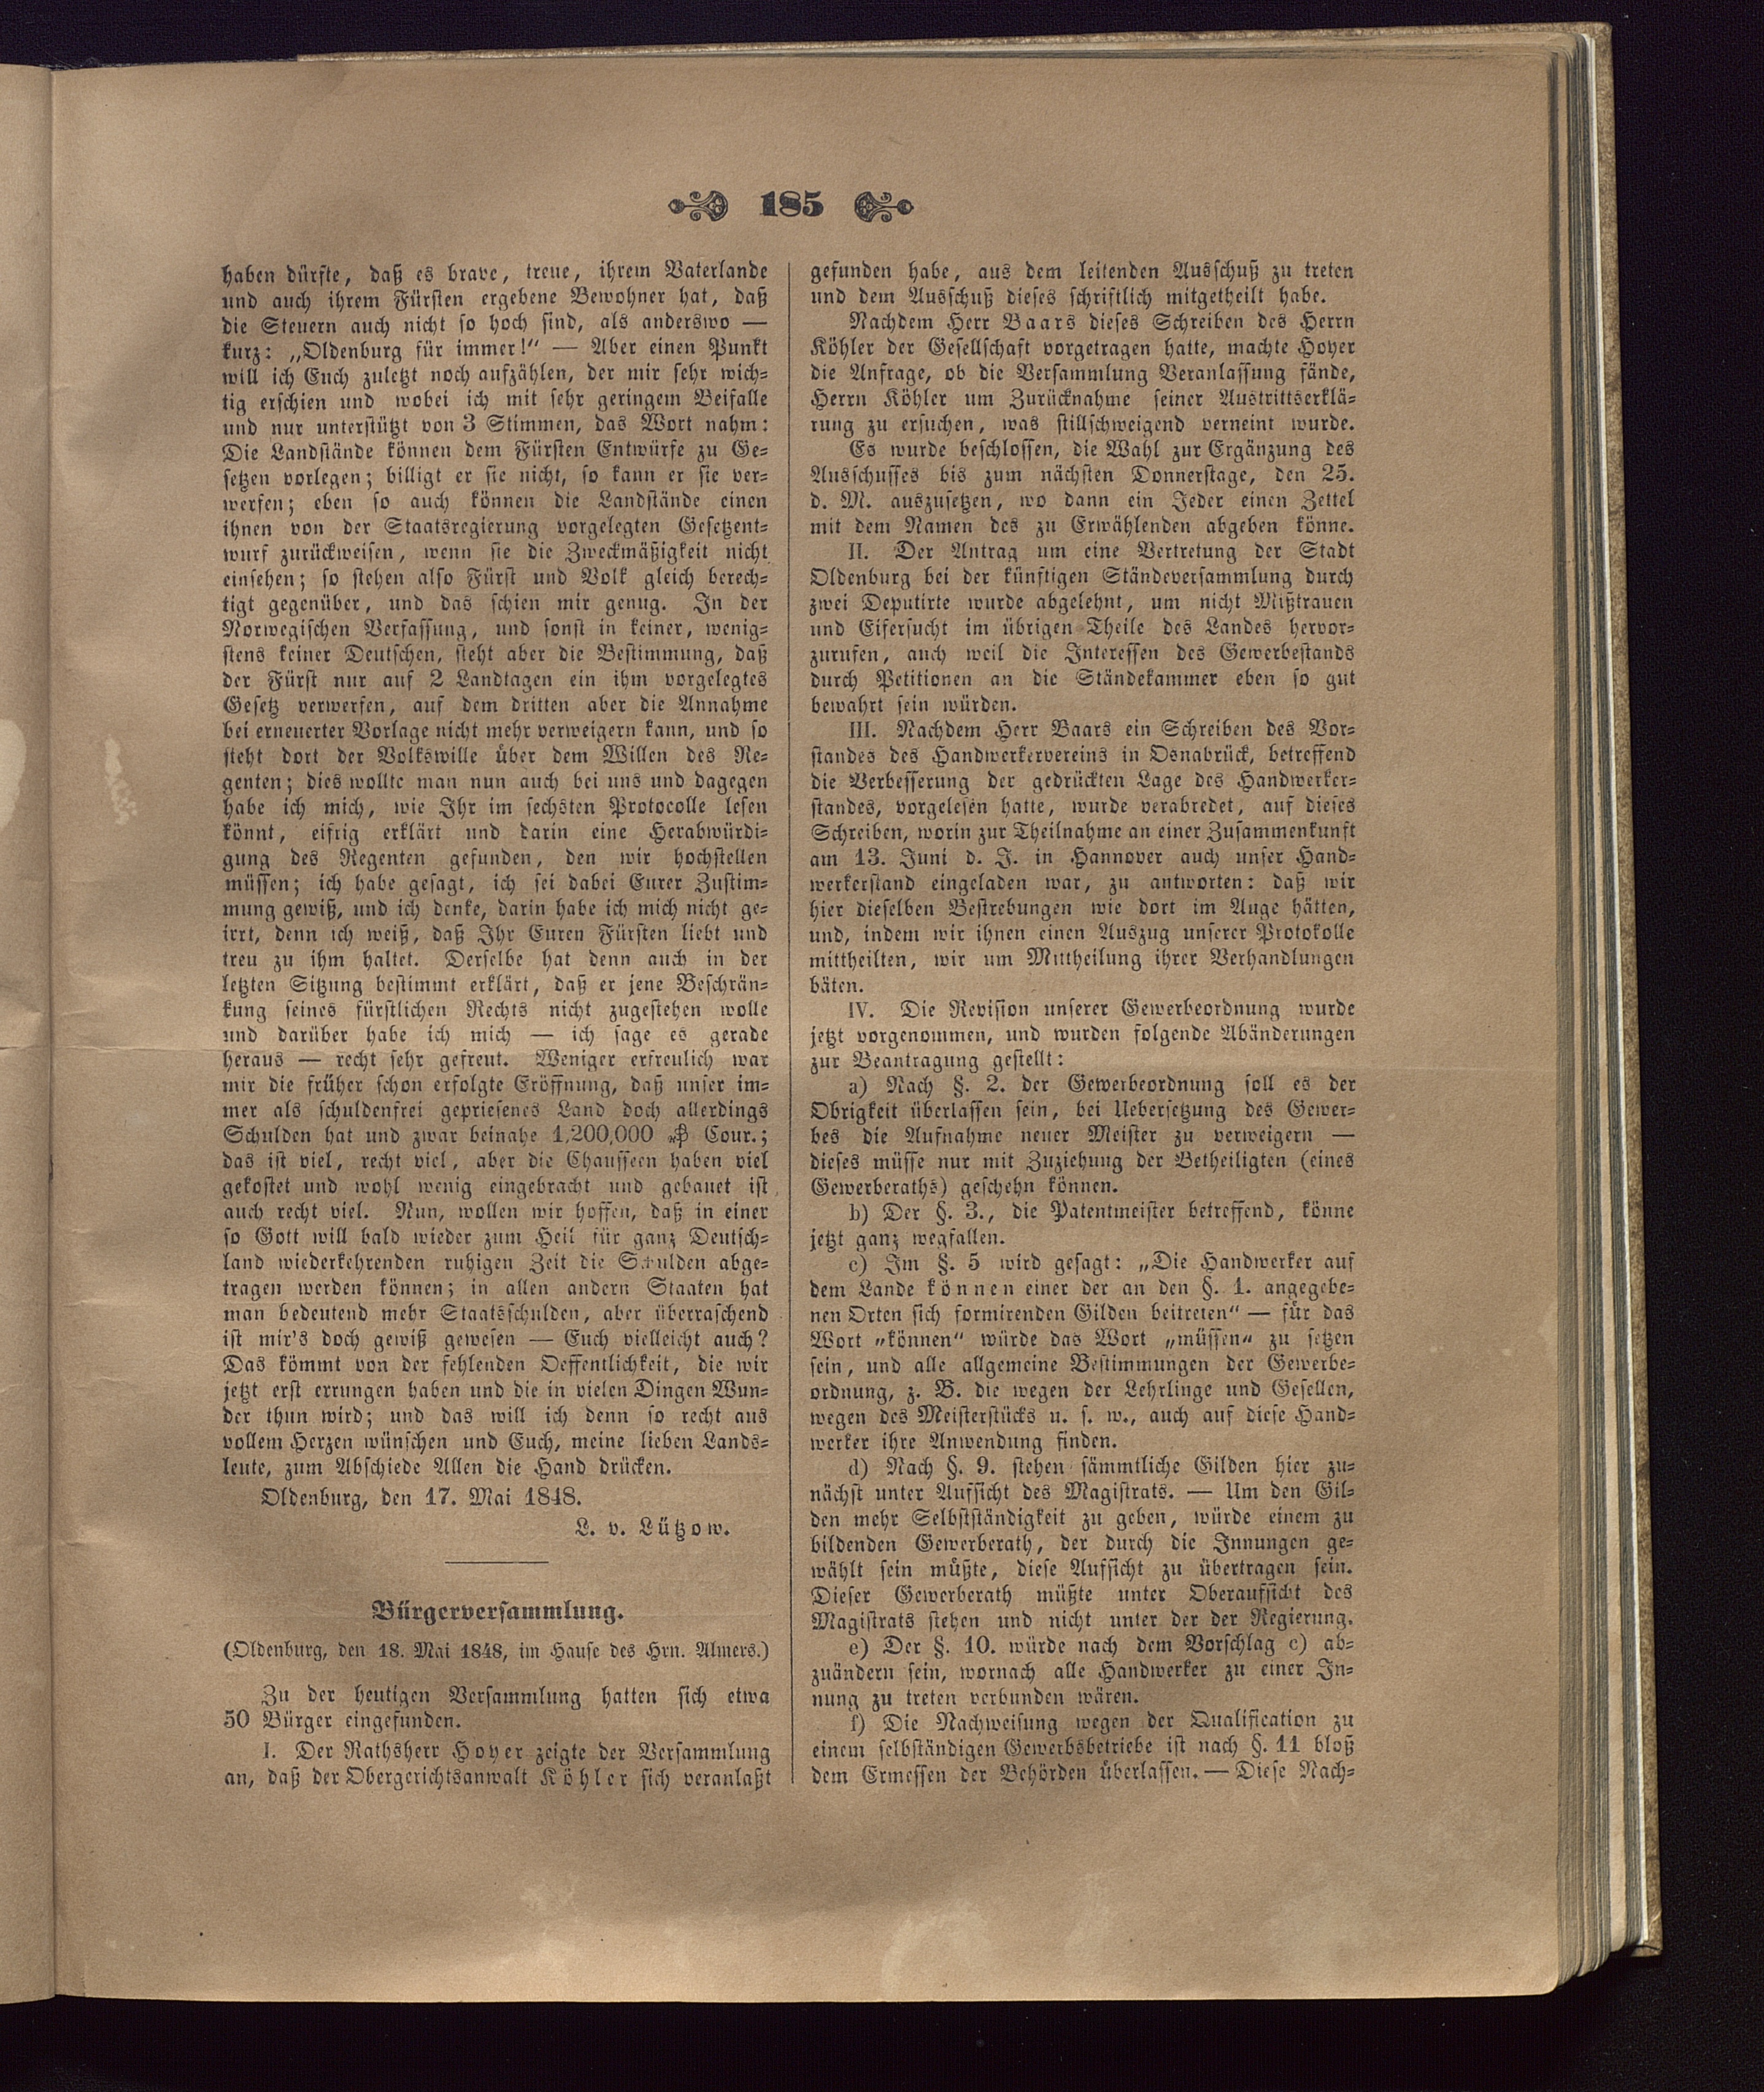 185
haben dürfte, daß es brave, treue, ihrem Vaterlande
und auch ihrem Fürsten ergebene Bewohner hat, daß
die Steuern auch nicht so hoch sind, als anderswo —
kurz: „Oldenburg für immer!“ — Aber einen Punkt
will ich Euch zuletzt noch aufzählen, der mir sehr wich=
tig erschien und wobei ich mit sehr geringem Beifalle
und nur unterstützt von 3 Stimmen, das Wort nahm:
Die Landstände können dem Fürsten Entwürfe zu Ge=
setzen vorlegen; billigt er sie nicht, so kann er sie ver=
werfen; eben so auch können die Landstände einen
ihnen von der Staatsregierung vorgelegten Gesetzent=
wurf zurückweisen, wenn sie die Zweckmäßigkeit nicht
einsehen; so stehen also Fürst und Volk gleich berech=
tigt gegenüber, und das schien mir genug. In der
Norwegischen Verfassung, und sonst in keiner, wenig=
stens keiner Deutschen, steht aber die Bestimmung, daß
der Fürst nur auf 2 Landtagen ein ihm vorgelegtes
Gesetz verwerfen, auf dem dritten aber die Annahme
bei erneuerter Vorlage nicht mehr verweigern kann, und so
steht dort der Volkswille über dem Willen des Re=
genten; dies wollte man nun auch bei uns und dagegen
habe ich mich, wie Ihr im sechsten Protocolle lesen
könnt, eifrig erklärt und darin eine Herabwürdi=
gung des Regenten gefunden, den wir hochstellen
müssen; ich habe gesagt, ich sei dabei Eurer Zustim=
mung gewiß, und ich denke, darin habe ich mich nicht ge=
irrt, denn ich weiß, daß Ihr Euren Fürsten liebt und
treu zu ihm haltet. Derselbe hat denn auch in der
letzten Sitzung bestimmt erklärt, daß er jene Beschrän=
kung seines fürstlichen Rechts nicht zugestehen wolle
und darüber habe ich mich — ich sage es gerade
heraus — recht sehr gefreut. Weniger erfreulich war
mir die früher schon erfolgte Eröffnung, daß unser im=
mer als schuldenfrei gepriesenes Land doch allerdings
Schulden hat und zwar beinahe 1,200,000 ₰ Cour.;
das ist viel, recht viel, aber die Chausseen haben viel
gekostet und wohl wenig eingebracht und gebauet ist
auch recht viel. Nun, wollen wir hoffen, daß in einer
so Gott will bald wieder zum Heil für ganz Deutsch=
land wiederkehrenden ruhigen Zeit die Schulden abge=
tragen werden können; in allen andern Staaten hat
man bedeutend mehr Staatsschulden, aber überraschend
ist mir's doch gewiß gewesen — Euch vielleicht auch?
Das kömmt von der fehlenden Oeffentlichkeit, die wir
jetzt erst errungen haben und die in vielen Dingen Wun=
der thun wird; und das will ich denn so recht aus
vollem Herzen wünschen und Euch, meine lieben Lands=
leute, zum Abschiede Allen die Hand drücken.
Oldenburg, den 17. Mai 1848.
L. v. Lützow.
Bürgerversammlung.
(Oldenburg, den 18. Mai 1848, im Hause des Hrn. Almers.)
Zu der heutigen Versammlung hatten sich etwa
50 Bürger eingefunden.
I. Der Rathsherr Hoyer zeigte der Versammlung
an, daß der Obergerichtsanwalt Köhler sich veranlaßt
gefunden habe, aus dem leitenden Ausschuß zu treten
und dem Ausschuß dieses schriftlich mitgetheilt habe.
Nachdem Herr Baars dieses Schreiben des Herrn
Köhler der Gesellschaft vorgetragen hatte, machte Hoyer
die Anfrage, ob die Versammlung Veranlassung fände,
Herrn Köhler um Zurücknahme seiner Austrittserklä=
rung zu ersuchen, was stillschweigend verneint wurde.
Es wurde beschlossen, die Wahl zur Ergänzung des
Ausschusses bis zum nächsten Donnerstage, den 25.
d. M. auszusetzen, wo dann ein Jeder einen Zettel
mit dem Namen des zu Erwählenden abgeben könne.
II. Der Antrag um eine Vertretung der Stadt
Oldenburg bei der künftigen Ständeversammlung durch
zwei Deputirte wurde abgelehnt, um nicht Mißtrauen
und Eifersucht im übrigen Theile des Landes hervor=
zurufen, auch weil die Interessen des Gewerbestands
durch Petitionen an die Ständekammer eben so gut
bewahrt sein würden.
III. Nachdem Herr Baars ein Schreiben des Vor=
standes des Handwerkervereins in Osnabrück, betreffend
die Verbesserung der gedrückten Lage des Handwerker=
standes, vorgelesen hatte, wurde verabredet, auf dieses
Schreiben, worin zur Theilnahme an einer Zusammenkunft
am 13. Juni d. J. in Hannover auch unser Hand=
werkerstand eingeladen war, zu antworten: daß wir
hier dieselben Bestrebungen wie dort im Auge hätten,
und, indem wir ihnen einen Auszug unserer Protokolle
mittheilten, wir um Mittheilung ihrer Verhandlungen
bäten.
IV. Die Revision unserer Gewerbeordnung wurde
jetzt vorgenommen, und wurden folgende Abänderungen
zur Beantragung gestellt:
a) Nach §. 2. der Gewerbeordnung soll es der
Obrigkeit überlassen sein, bei Uebersetzung des Gewer=
bes die Aufnahme neuer Meister zu verweigern —
dieses müsse nur mit Zuziehung der Betheiligten (eines
Gewerberaths) geschehn können.
b) Der §. 3., die Patentmeister betreffend, könne
jetzt ganz wegfallen.
c) Im §. 5 wird gesagt: „Die Handwerker auf
dem Lande können einer der an den §. 1. angegebe=
nen Orten sich formirenden Gilden beitreten“ — für das
Wort „können“ würde das Wort „müssen“ zu setzen
sein, und alle allgemeine Bestimmungen der Gewerbe=
ordnung, z. B. die wegen der Lehrlinge und Gesellen,
wegen des Meisterstücks u. s. w., auch auf diese Hand=
werker ihre Anwendung finden.
d) Nach §. 9. stehen sämmtliche Gilden hier zu=
nächst unter Aufsicht des Magistrats. — Um den Gil=
den mehr Selbstständigkeit zu geben, würde einem zu
bildenden Gewerberath, der durch die Innungen ge=
wählt sein müßte, diese Aufsicht zu übertragen sein.
Dieser Gewerberath müßte unter Oberaufsicht des
Magistrats stehen und nicht unter der der Regierung.
e) Der §. 10. würde nach dem Vorschlag c) ab=
zuändern sein, wornach alle Handwerker zu einer In=
nung zu treten verbunden wären.
f) Die Nachweisung wegen der Qualification zu
einem selbständigen Gewerbsbetriebe ist nach §. 11 bloß
dem Ermessen der Behörden überlassen. — Diese Nach=